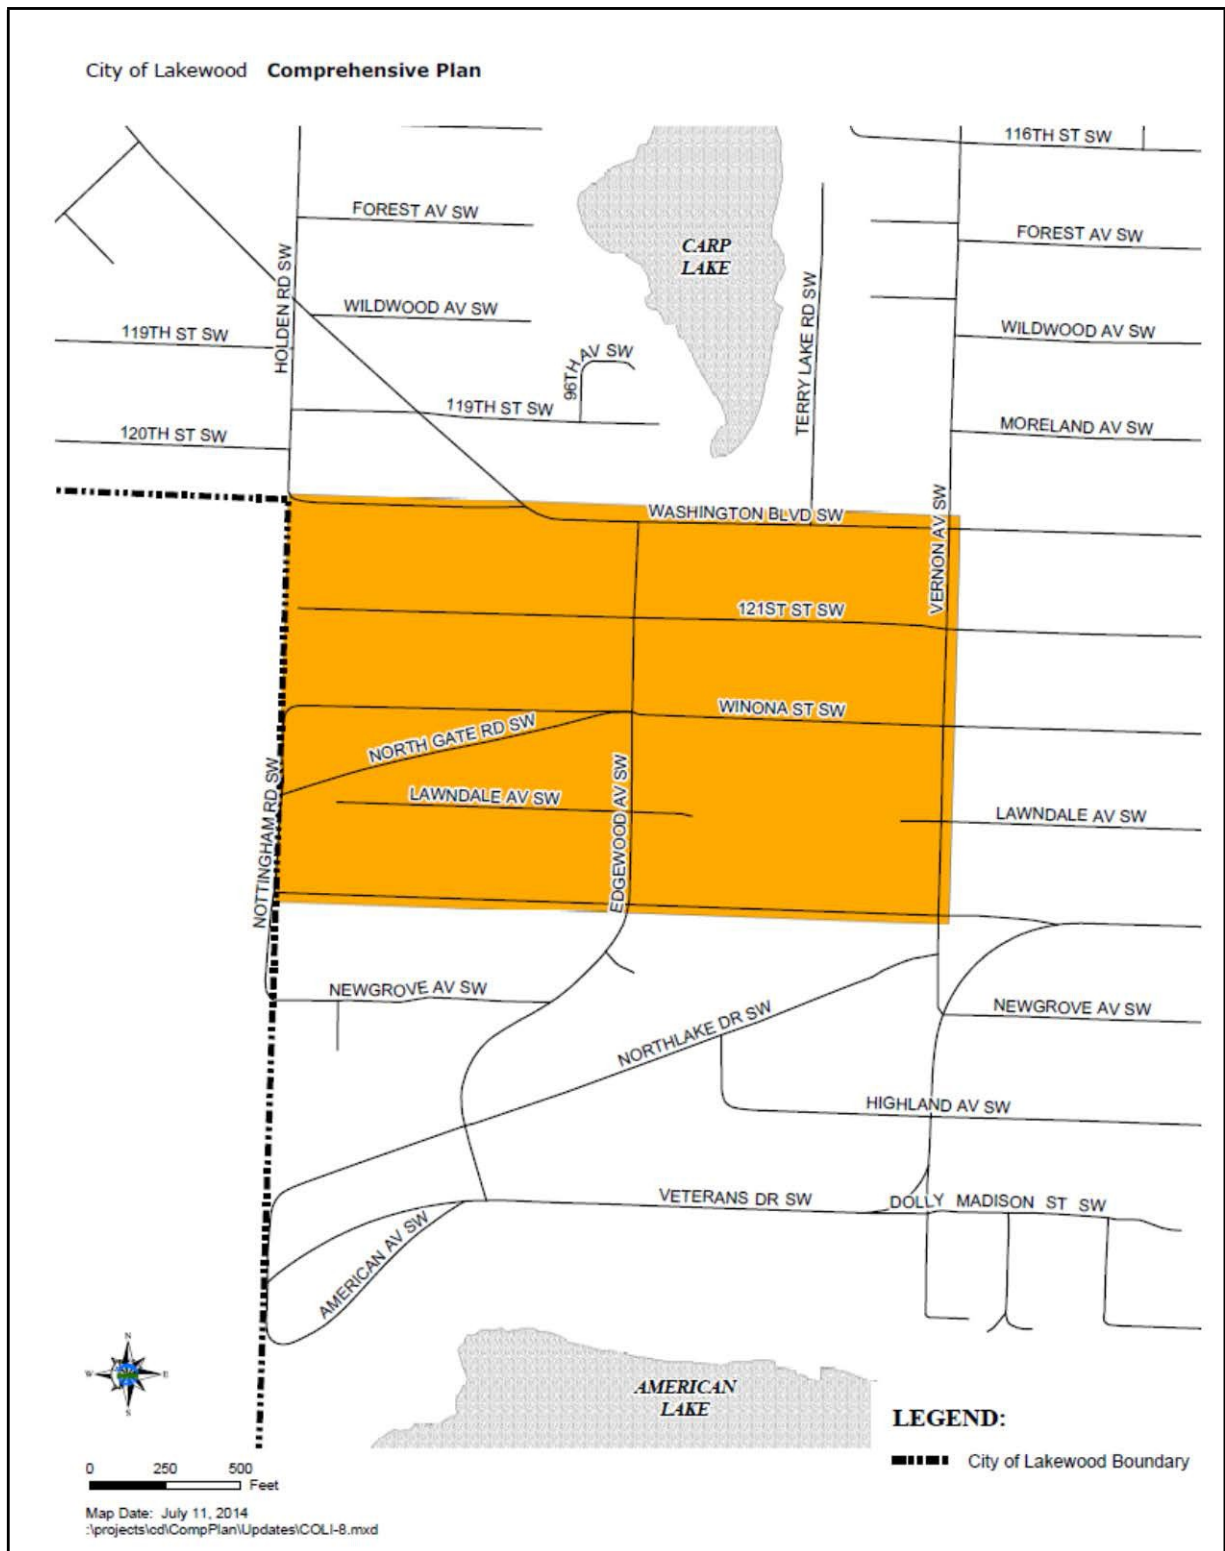 City of Lakewood Comprehensive Plan
116TH ST SW
FOREST AV SW
FOREST AV SW
CARP
LAKE
HOLDEN RD SW
TERRY LAKE RD SW
WILDWOOD AV SW
119TH ST SW
WILDWOOD AV SW
96TH AV SW
119TH ST SW
120TH ST SW
MORELAND AV SW
WASHINGTON BLVD SW
VERNON AV SW
121ST ST SW
WINONA ST SW
NORTH GATE RD SW
NOTTINGHAM RD SW
EDGEWOOD AV SW
LAWNDALE AV SW
LAWNDALE AV SW
NEWGROVE AV SW
NORTHLAKE DR SW
NEWGROVE AV SW
HIGHLAND AV SW
VETERANS DR SW
DOLLY MADISON ST SW
AMERICAN AV SW
N
W
E
S
AMERICAN
LAKE
LEGEND:
City of Lakewood Boundary
0 250 500
Feet
Map Date: July 11, 2014
:\projects\cd\CompPlan\Updates\COLI-8.mxd